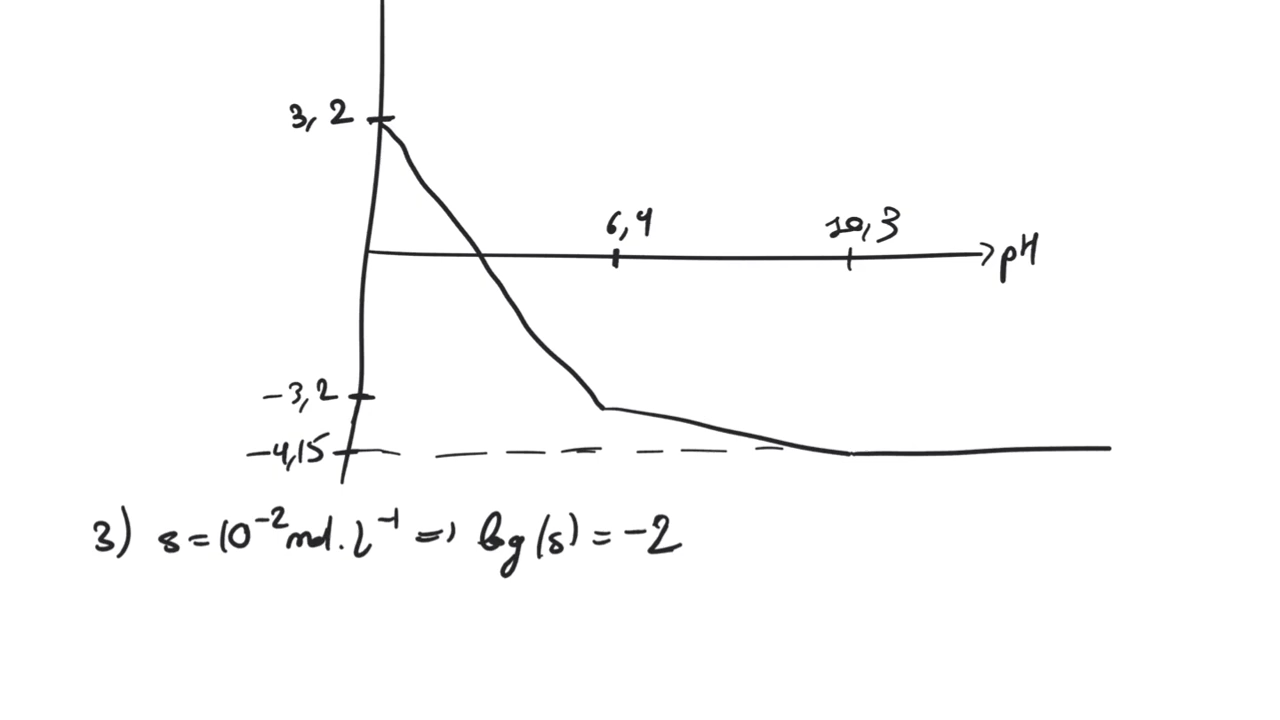 3,2
6,4
10,3
pH
-3,2
-4,15
3) s = 10⁻² mol.L⁻¹ => log(s) = -2